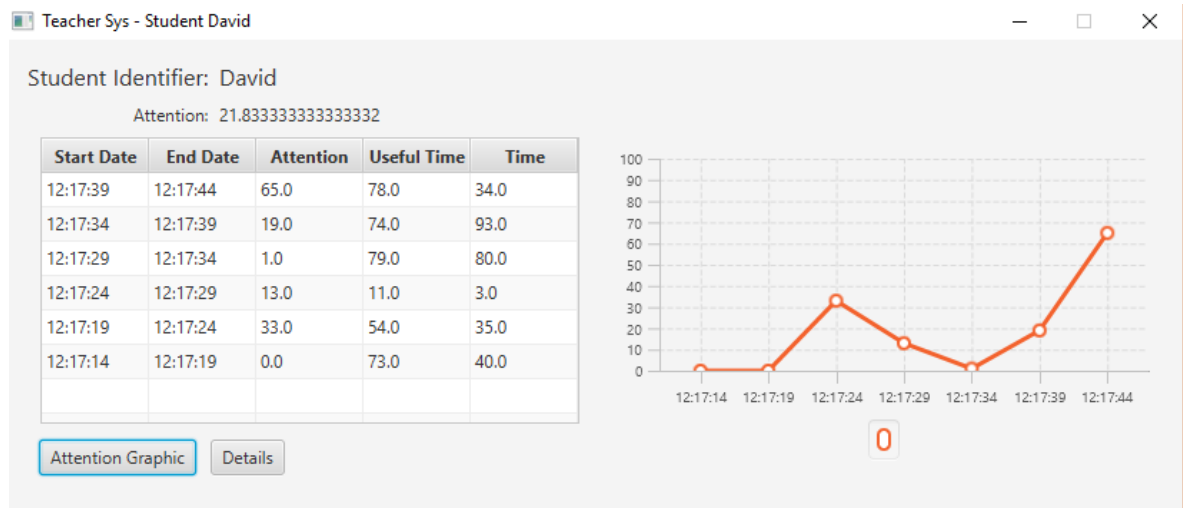 Teacher Sys - Student David
Student Identifier: David
Attention: 21.833333333333332
Start Date End Date Attention Useful Time Time
12:17:39 12:17:44 65.0 78.0 34.0
12:17:34 12:17:39 19.0 74.0 93.0
12:17:29 12:17:34 1.0 79.0 80.0
12:17:24 12:17:29 13.0 11.0 3.0
12:17:19 12:17:24 33.0 54.0 35.0
12:17:14 12:17:19 0.0 73.0 40.0
Attention Graphic Details
100
90
80
70
60
50
40
30
20
10
0
12:17:14 12:17:19 12:17:24 12:17:29 12:17:34 12:17:39 12:17:44